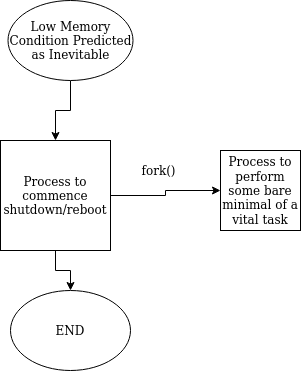 Low Memory
Condition Predicted
as Inevitable
Process to
commence
shutdown/reboot
fork()
Process to
perform
some bare
minimal of a
vital task
END